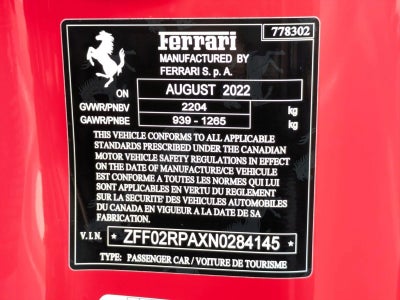 778302
Ferrari
MANUFACTURED BY
FERRARI S.p.A.
ON AUGUST 2022
GVWR/PNBV 2204 kg
GAWR/PNBE 939 - 1265 kg
THIS VEHICLE CONFORMS TO ALL APPLICABLE
STANDARDS PRESCRIBED UNDER THE CANADIAN
MOTOR VEHICLE SAFETY REGULATIONS IN EFFECT
ON THE DATE OF MANUFACTURE/CE VEHICULE
EST CONFORME A TOUTES LES NORMES QUI LUI
SONT APPLICABLES EN VERTU DU REGLEMENT
SUR LA SECURITE' DES VEHICULES AUTOMOBILES
DU CANADA EN VIGUEUR A LA DATE DE SA
FABRICATION.
V.I.N. * ZFF02RPAXN0284145 *
TYPE: PASSENGER CAR / VOITURE DE TOURISME